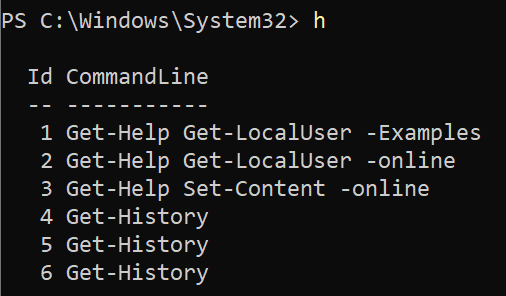 PS C:\Windows\System32> h
Id CommandLine
-- -----------
1 Get-Help Get-LocalUser -Examples
2 Get-Help Get-LocalUser -online
3 Get-Help Set-Content -online
4 Get-History
5 Get-History
6 Get-History